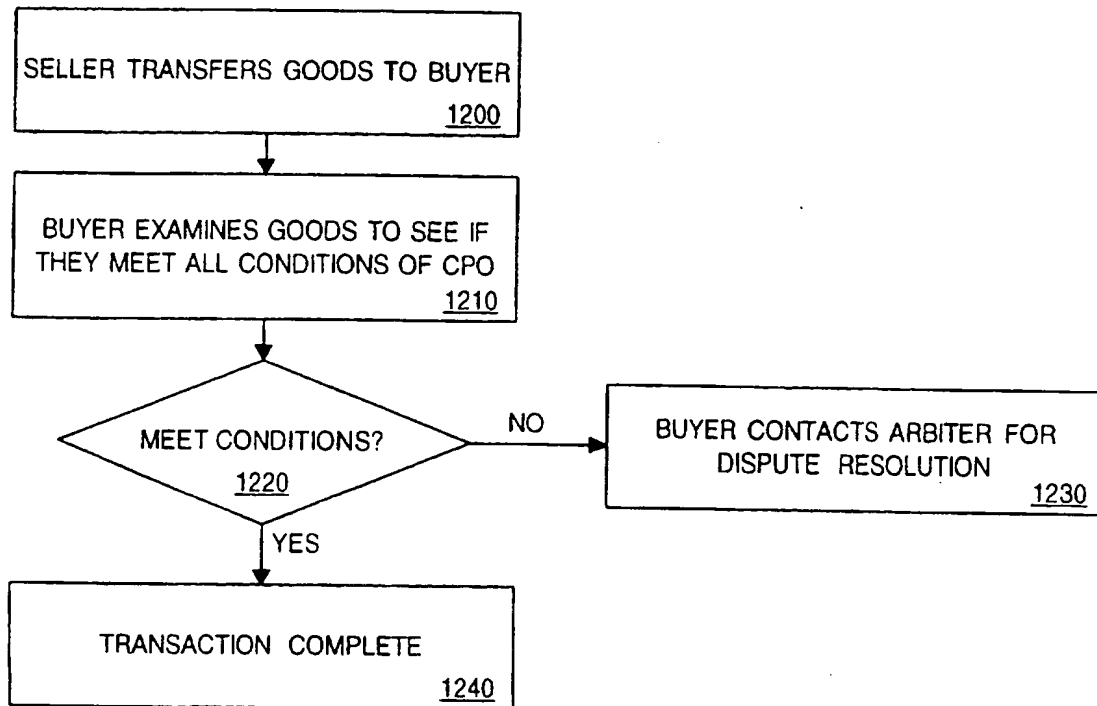 SELLER TRANSFERS GOODS TO BUYER
1200
BUYER EXAMINES GOODS TO SEE IF
THEY MEET ALL CONDITIONS OF CPO
1210
MEET CONDITIONS?
1220
NO
BUYER CONTACTS ARBITER FOR
DISPUTE RESOLUTION
1230
YES
TRANSACTION COMPLETE
1240